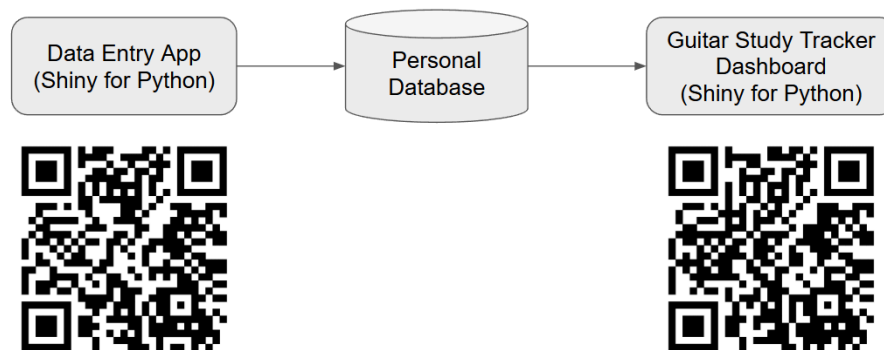 Data Entry App
(Shiny for Python)
Personal
Database
Guitar Study Tracker
Dashboard
(Shiny for Python)